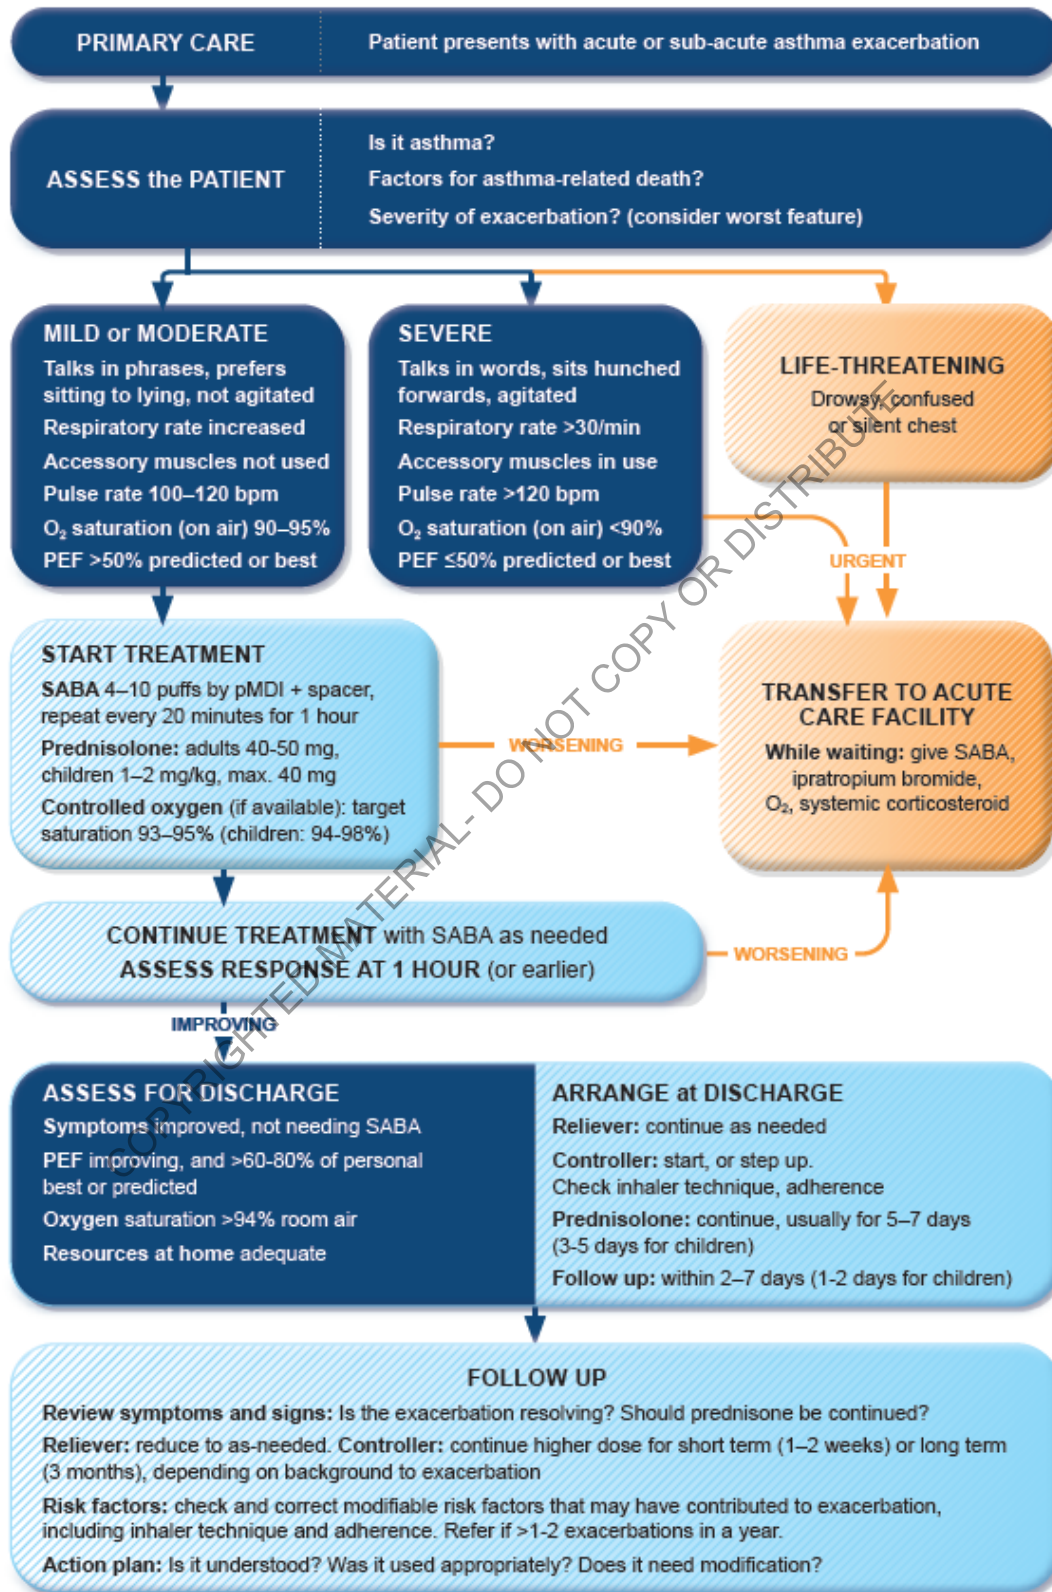 PRIMARY CARE
Patient presents with acute or sub-acute asthma exacerbation
ASSESS the PATIENT
Is it asthma?
Factors for asthma-related death?
Severity of exacerbation? (consider worst feature)
MILD or MODERATE
Talks in phrases, prefers
sitting to lying, not agitated
Respiratory rate increased
Accessory muscles not used
Pulse rate 100–120 bpm
O₂ saturation (on air) 90–95%
PEF >50% predicted or best
SEVERE
Talks in words, sits hunched
forwards, agitated
Respiratory rate >30/min
Accessory muscles in use
Pulse rate >120 bpm
O₂ saturation (on air) <90%
PEF ≤50% predicted or best
LIFE-THREATENING
Drowsy, confused
or silent chest
URGENT
START TREATMENT
SABA 4–10 puffs by pMDI + spacer,
repeat every 20 minutes for 1 hour
Prednisolone: adults 40-50 mg,
children 1–2 mg/kg, max. 40 mg
Controlled oxygen (if available): target
saturation 93–95% (children: 94-98%)
WORSENING
TRANSFER TO ACUTE
CARE FACILITY
While waiting: give SABA,
ipratropium bromide,
O₂, systemic corticosteroid
CONTINUE TREATMENT with SABA as needed
ASSESS RESPONSE AT 1 HOUR (or earlier)
WORSENING
IMPROVING
ASSESS FOR DISCHARGE
Symptoms improved, not needing SABA
PEF improving, and >60-80% of personal
best or predicted
Oxygen saturation >94% room air
Resources at home adequate
ARRANGE at DISCHARGE
Reliever: continue as needed
Controller: start, or step up.
Check inhaler technique, adherence
Prednisolone: continue, usually for 5–7 days
(3-5 days for children)
Follow up: within 2–7 days (1-2 days for children)
FOLLOW UP
Review symptoms and signs: Is the exacerbation resolving? Should prednisone be continued?
Reliever: reduce to as-needed. Controller: continue higher dose for short term (1–2 weeks) or long term
(3 months), depending on background to exacerbation
Risk factors: check and correct modifiable risk factors that may have contributed to exacerbation,
including inhaler technique and adherence. Refer if >1-2 exacerbations in a year.
Action plan: Is it understood? Was it used appropriately? Does it need modification?
COPYRIGHTED MATERIAL- DO NOT COPY OR DISTRIBUTE